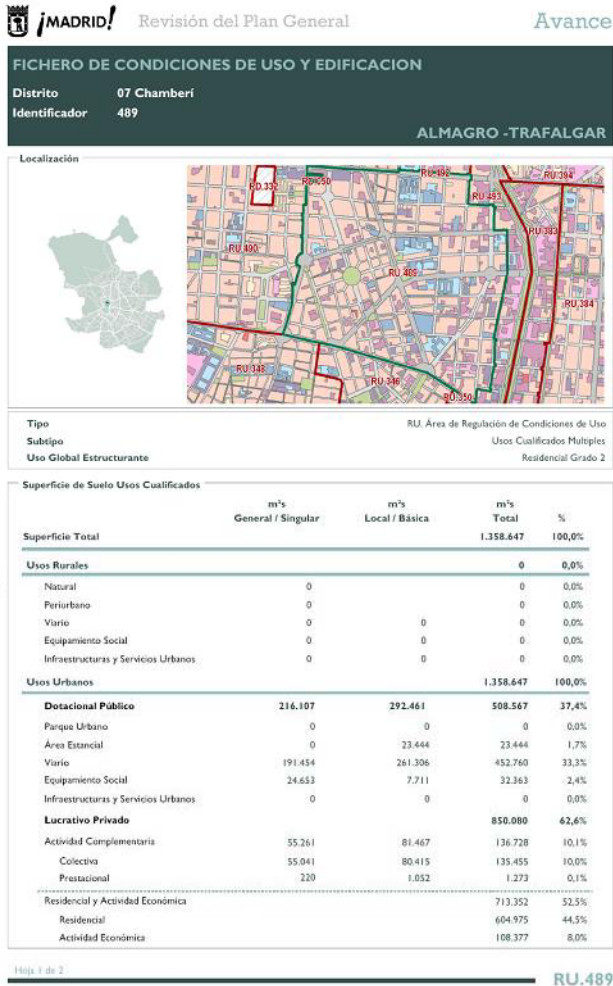 ¡MADRID! Revisión del Plan General Avance
FICHERO DE CONDICIONES DE USO Y EDIFICACION
Distrito 07 Chamberí
Identificador 489
ALMAGRO -TRAFALGAR
Localización
RD.332 RD.350 RU.492 RU.394
RU.493
RU.383
RU.490
RU.489
RU.384
RU.348 RU.346
RU.350
Tipo RU. Área de Regulación de Condiciones de Uso
Subtipo Usos Cualificados Multiples
Uso Global Estructurante Residencial Grado 2
Superficie de Suelo Usos Cualificados
m²s m²s m²s
General / Singular Local / Básica Total %
Superficie Total 1.358.647 100,0%
Usos Rurales 0 0,0%
Natural 0 0 0,0%
Periurbano 0 0 0,0%
Viario 0 0 0 0,0%
Equipamiento Social 0 0 0 0,0%
Infraestructuras y Servicios Urbanos 0 0 0 0,0%
Usos Urbanos 1.358.647 100,0%
Dotacional Público 216.107 292.461 508.567 37,4%
Parque Urbano 0 0 0 0,0%
Área Estancial 0 23.444 23.444 1,7%
Viario 191.454 261.306 452.760 33,3%
Equipamiento Social 24.653 7.711 32.363 2,4%
Infraestructuras y Servicios Urbanos 0 0 0 0,0%
Lucrativo Privado 850.080 62,6%
Actividad Complementaria 55.261 81.467 136.728 10,1%
Colectiva 55.041 80.415 135.455 10,0%
Prestacional 220 1.052 1.273 0,1%
Residencial y Actividad Económica 713.352 52,5%
Residencial 604.975 44,5%
Actividad Económica 108.377 8,0%
Hoja 1 de 2
RU.489